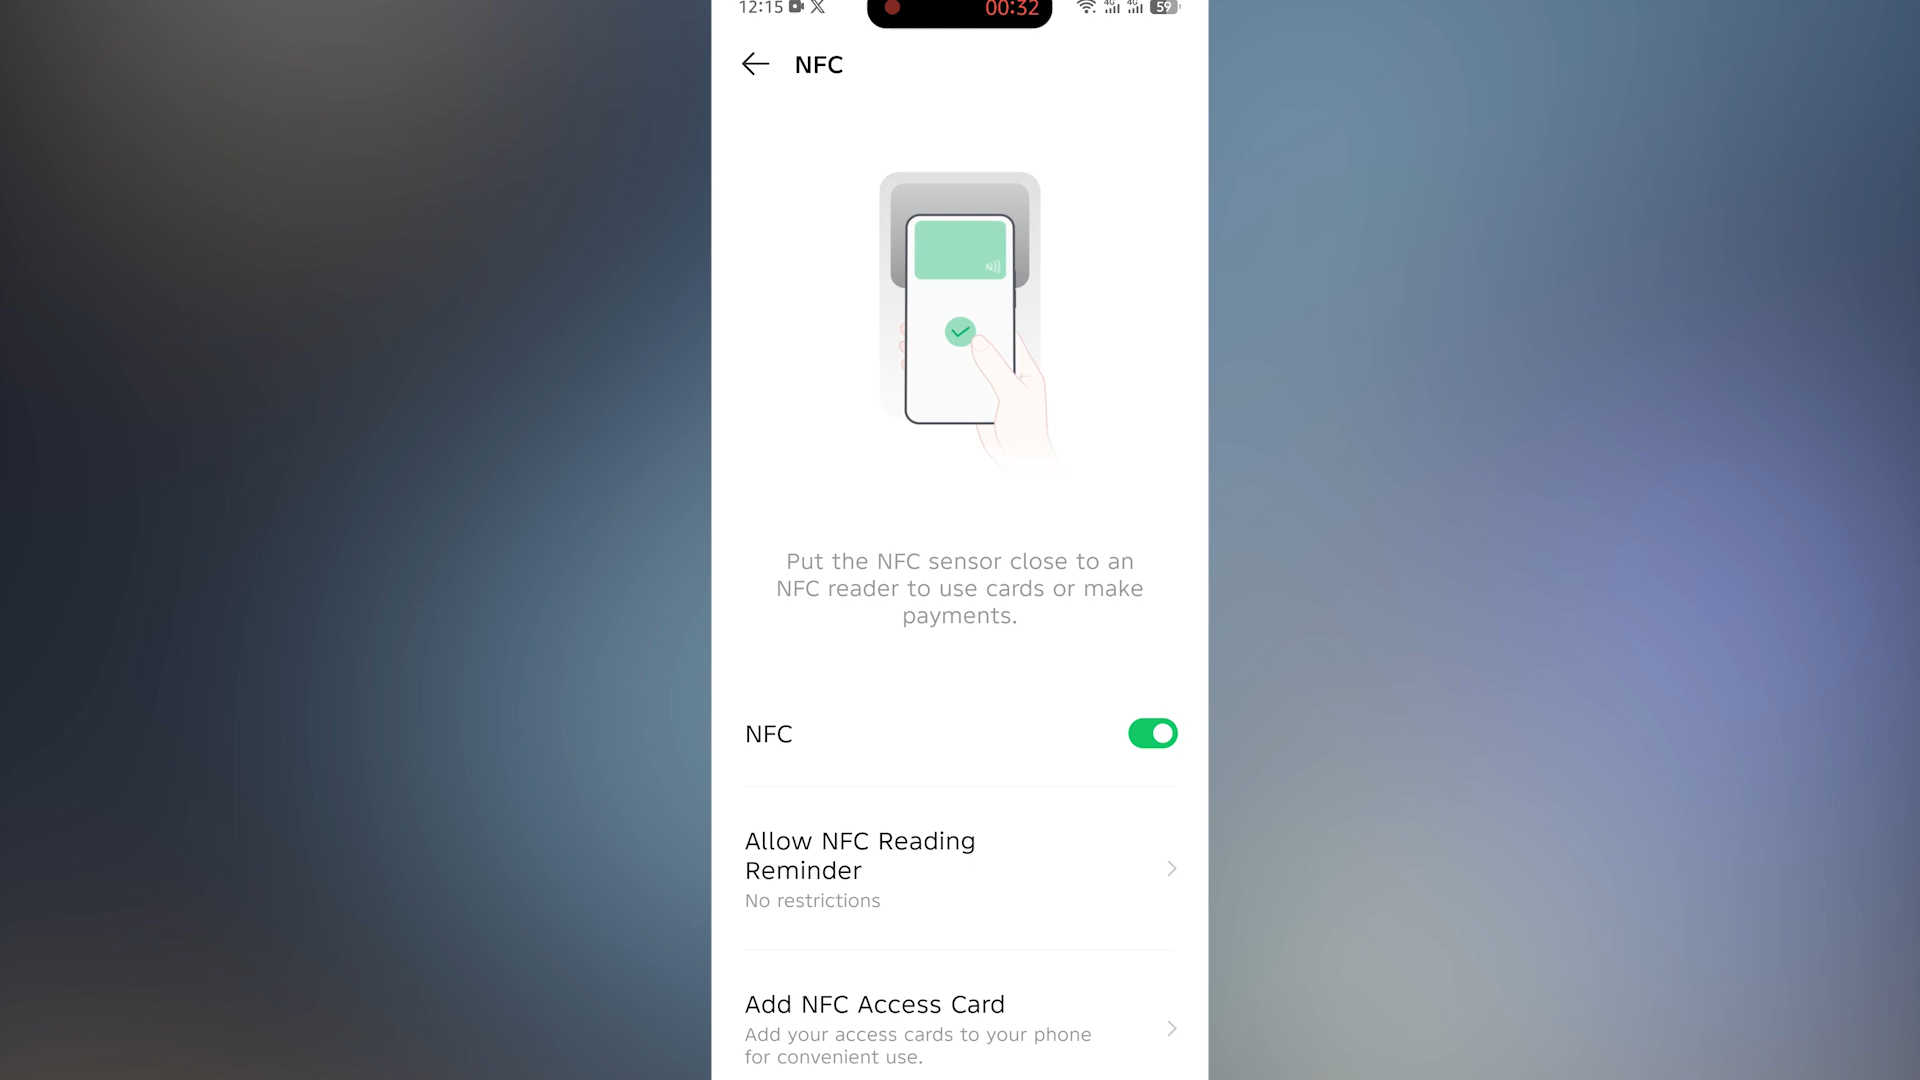 12:15
00:32
4G 4G 59
NFC
N
Put the NFC sensor close to an
NFC reader to use cards or make
payments.
NFC
Allow NFC Reading
Reminder
No restrictions
Add NFC Access Card
Add your access cards to your phone
for convenient use.